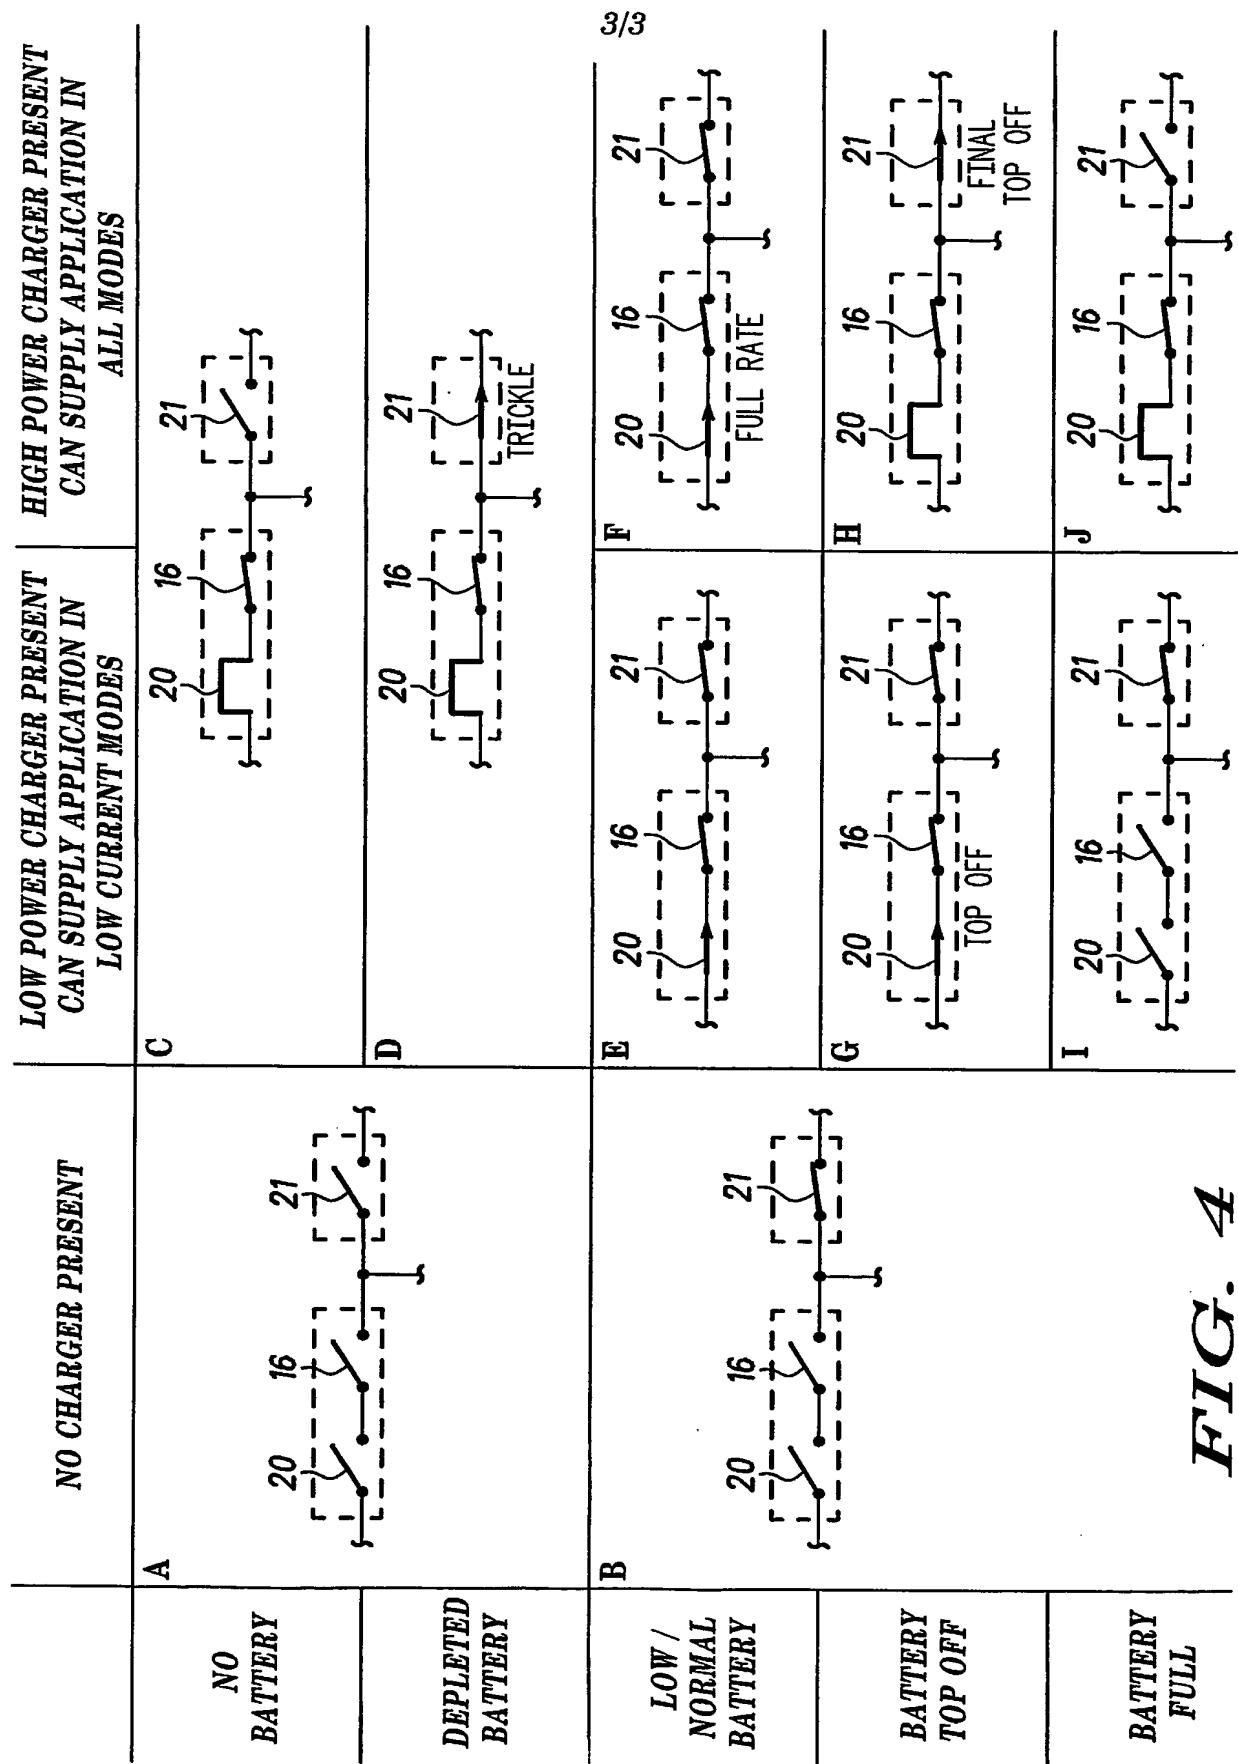 3/3
NO CHARGER PRESENT
LOW POWER CHARGER PRESENT
CAN SUPPLY APPLICATION IN
LOW CURRENT MODES
HIGH POWER CHARGER PRESENT
CAN SUPPLY APPLICATION IN
ALL MODES
NO
BATTERY
A
20
16
21
C
20
16
21
DEPLETED
BATTERY
D
20
16
21
TRICKLE
LOW /
NORMAL
BATTERY
B
20
16
21
E
20
16
21
F
20
16
21
FULL RATE
BATTERY
TOP OFF
G
20
16
21
TOP OFF
H
20
16
21
FINAL
TOP OFF
BATTERY
FULL
I
20
16
21
J
20
16
21
FIG. 4